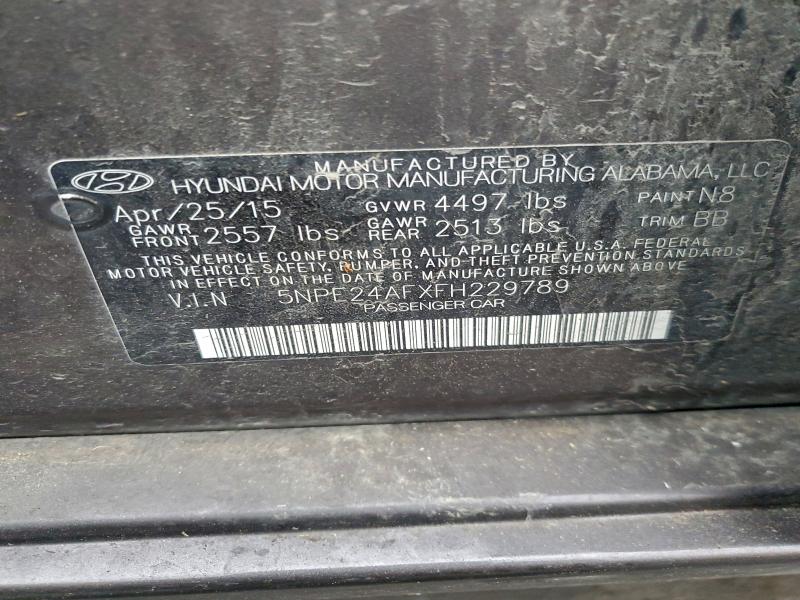 MANUFACTURED BY
HYUNDAI MOTOR MANUFACTURING ALABAMA, LLC
Apr/25/15 GVWR 4497 lbs PAINT N8
GAWR FRONT 2557 lbs GAWR REAR 2513 lbs TRIM BB
THIS VEHICLE CONFORMS TO ALL APPLICABLE U.S.A. FEDERAL
MOTOR VEHICLE SAFETY, BUMPER, AND THEFT PREVENTION STANDARDS
IN EFFECT ON THE DATE OF MANUFACTURE SHOWN ABOVE
V.I.N 5NPE24AFXFH229789
PASSENGER CAR